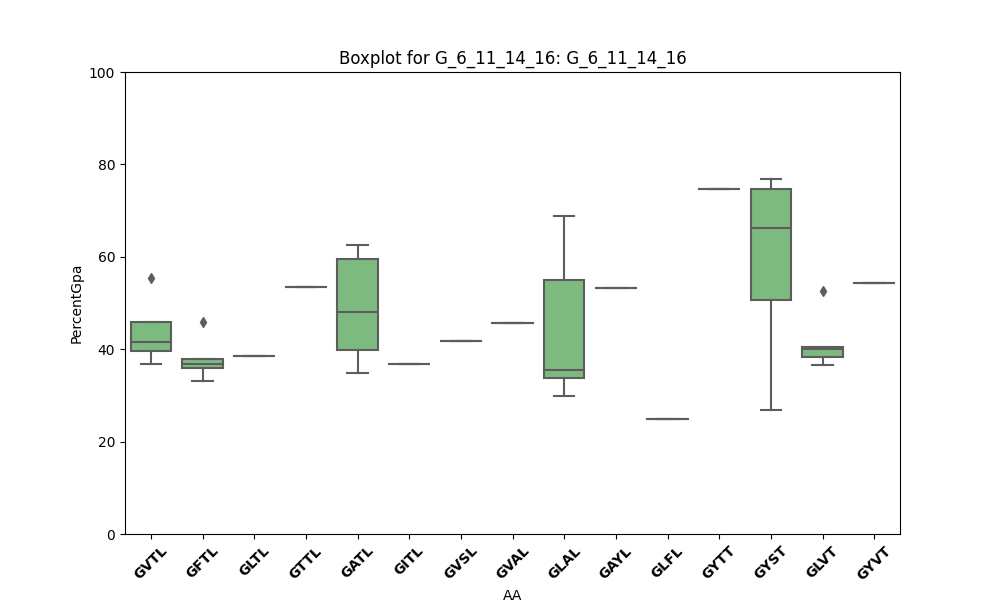 Boxplot for G_6_11_14_16: G_6_11_14_16
100
80
60
40
20
0
PercentGpa
GVTL
GFTL
GLTL
GTTL
GATL
GITL
GVSL
GVAL
GLAL
GAYL
GLFL
GYTT
GYST
GLVT
GYVT
AA